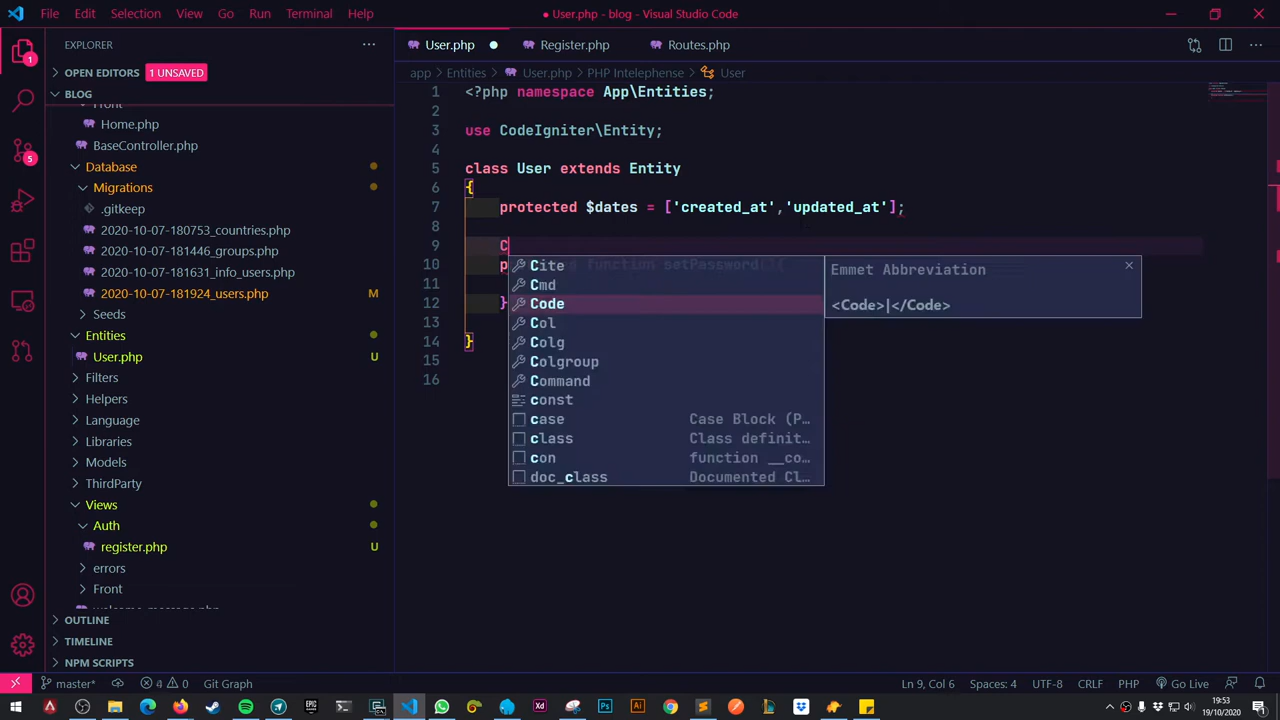 File Edit Selection View Go Run Terminal Help
● User.php - blog - Visual Studio Code
EXPLORER
OPEN EDITORS 1 UNSAVED
BLOG
Front
Home.php
BaseController.php
Database
Migrations
.gitkeep
2020-10-07-180753_countries.php
2020-10-07-181446_groups.php
2020-10-07-181631_info_users.php
2020-10-07-181924_users.php M
Seeds
Entities
User.php U
Filters
Helpers
Language
Libraries
Models
ThirdParty
Views
Auth
register.php U
errors
Front
welcome_message.php
OUTLINE
TIMELINE
NPM SCRIPTS
User.php Register.php Routes.php
app > Entities > User.php > PHP Intelephense > User
1 <?php namespace App\Entities;
2
3 use CodeIgniter\Entity;
4
5 class User extends Entity
6 {
7 protected $dates = ['created_at','updated_at'];
8
9 C
10 p function setPassword(){
11
12 }
13
14 }
15
16
Cite
Cmd
Code
Col
Colg
Colgroup
Command
const
case Case Block (P...
class Class definit...
con function __co...
doc_class Documented Cl...
Emmet Abbreviation
<Code>|</Code>
1
5
master* 4 0 Git Graph
Ln 9, Col 6 Spaces: 4 UTF-8 CRLF PHP Go Live
19:53
19/10/2020